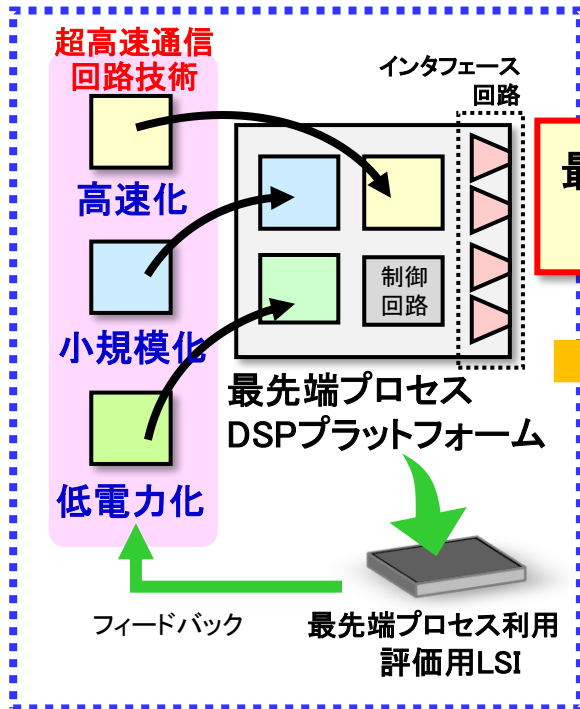 超高速通信
回路技術
高速化
小規模化
低電力化
インタフェース
回路
制御
回路
最先端プロセス
DSPプラットフォーム
フィードバック
最先端プロセス利用
評価用LSI